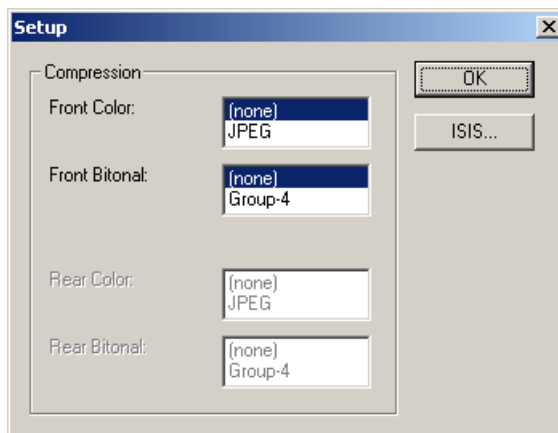 Setup
Compression
OK
Front Color:
(none)
JPEG
ISIS...
Front Bitonal:
(none)
Group-4
Rear Color:
(none)
JPEG
Rear Bitonal:
(none)
Group-4